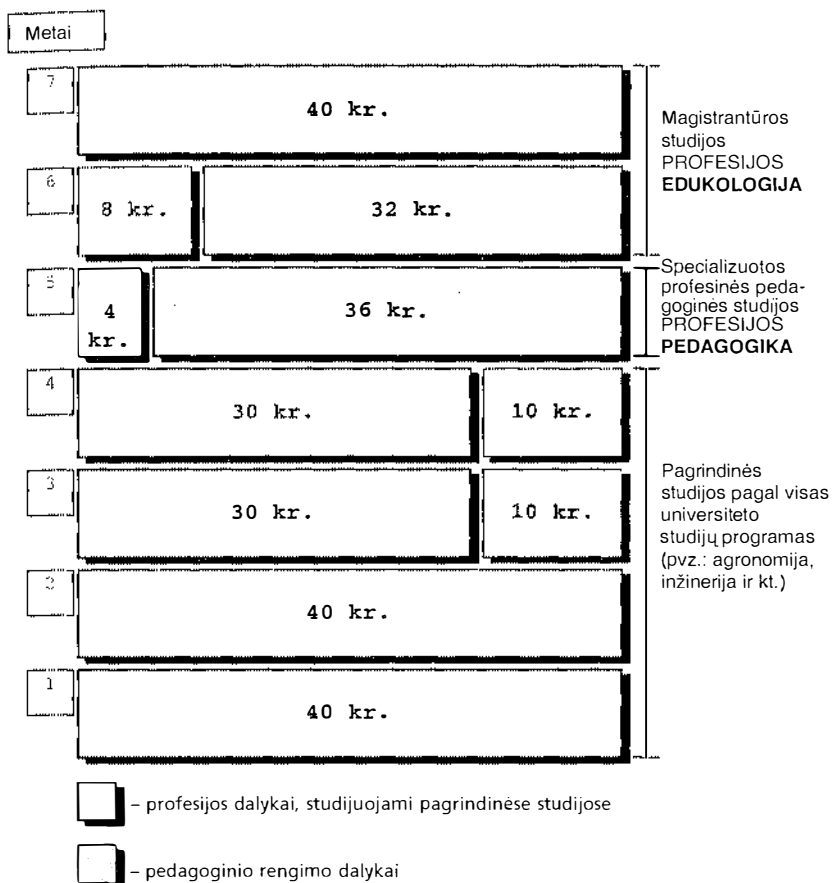 Metai
7
40 kr.
Magistrantūros
studijos
PROFESIJOS
EDUKOLOGIJA
6
8 kr.
32 kr.
5
4
kr.
36 kr.
Specializuotos
profesinės peda-
goginės studijos
PROFESIJOS
PEDAGOGIKA
4
30 kr.
10 kr.
3
30 kr.
10 kr.
Pagrindinės
studijos pagal visas
universiteto
studijų programas
(pvz.: agronomija,
inžinerija ir kt.)
2
40 kr.
1
40 kr.
– profesijos dalykai, studijuojami pagrindinėse studijose
– pedagoginio rengimo dalykai